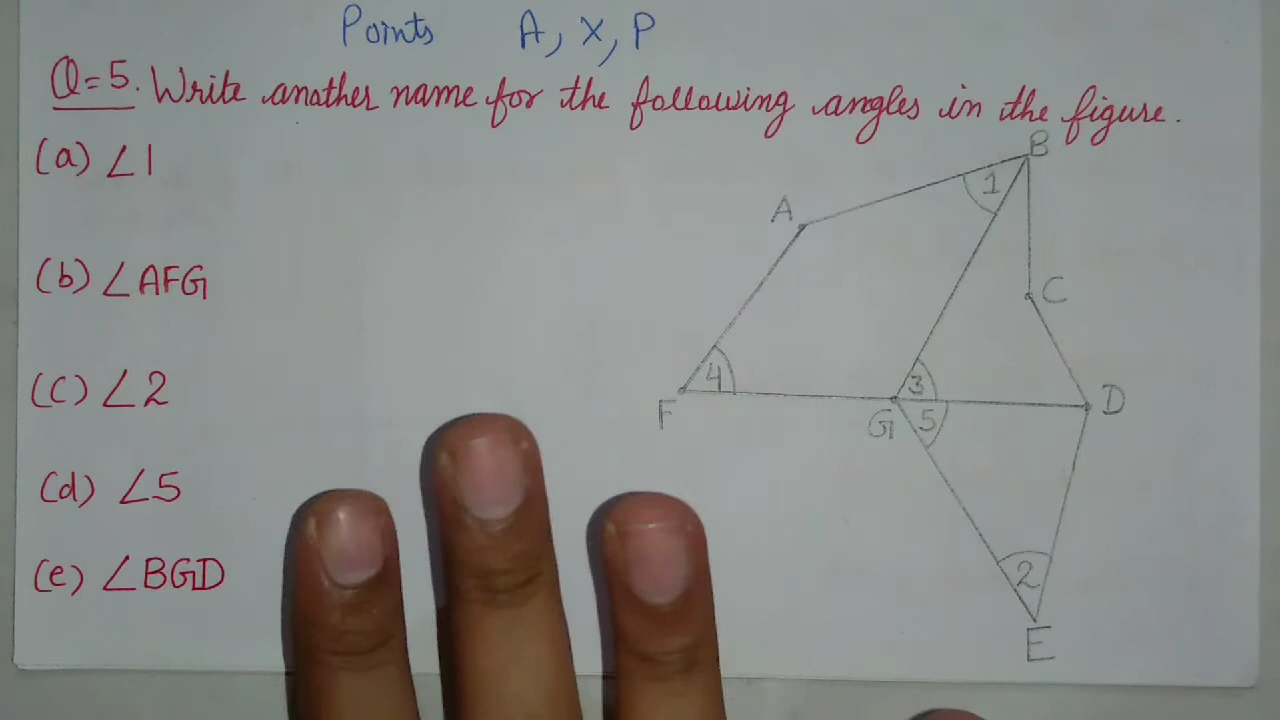 Points A, X, P
Q=5. Write another name for the following angles in the figure.
(a) ∠1
(b) ∠AFG
(C) ∠2
(d) ∠5
(e) ∠BGD
B
1
A
C
4
3
F
G
5
D
2
E